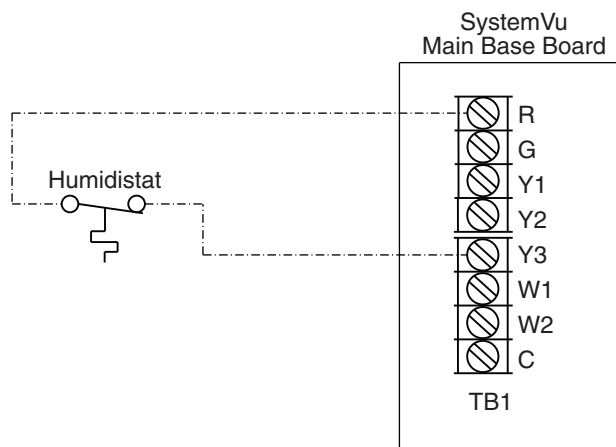 SystemVu
Main Base Board
R
G
Humidistat
Y1
Y2
Y3
W1
W2
C
TB1